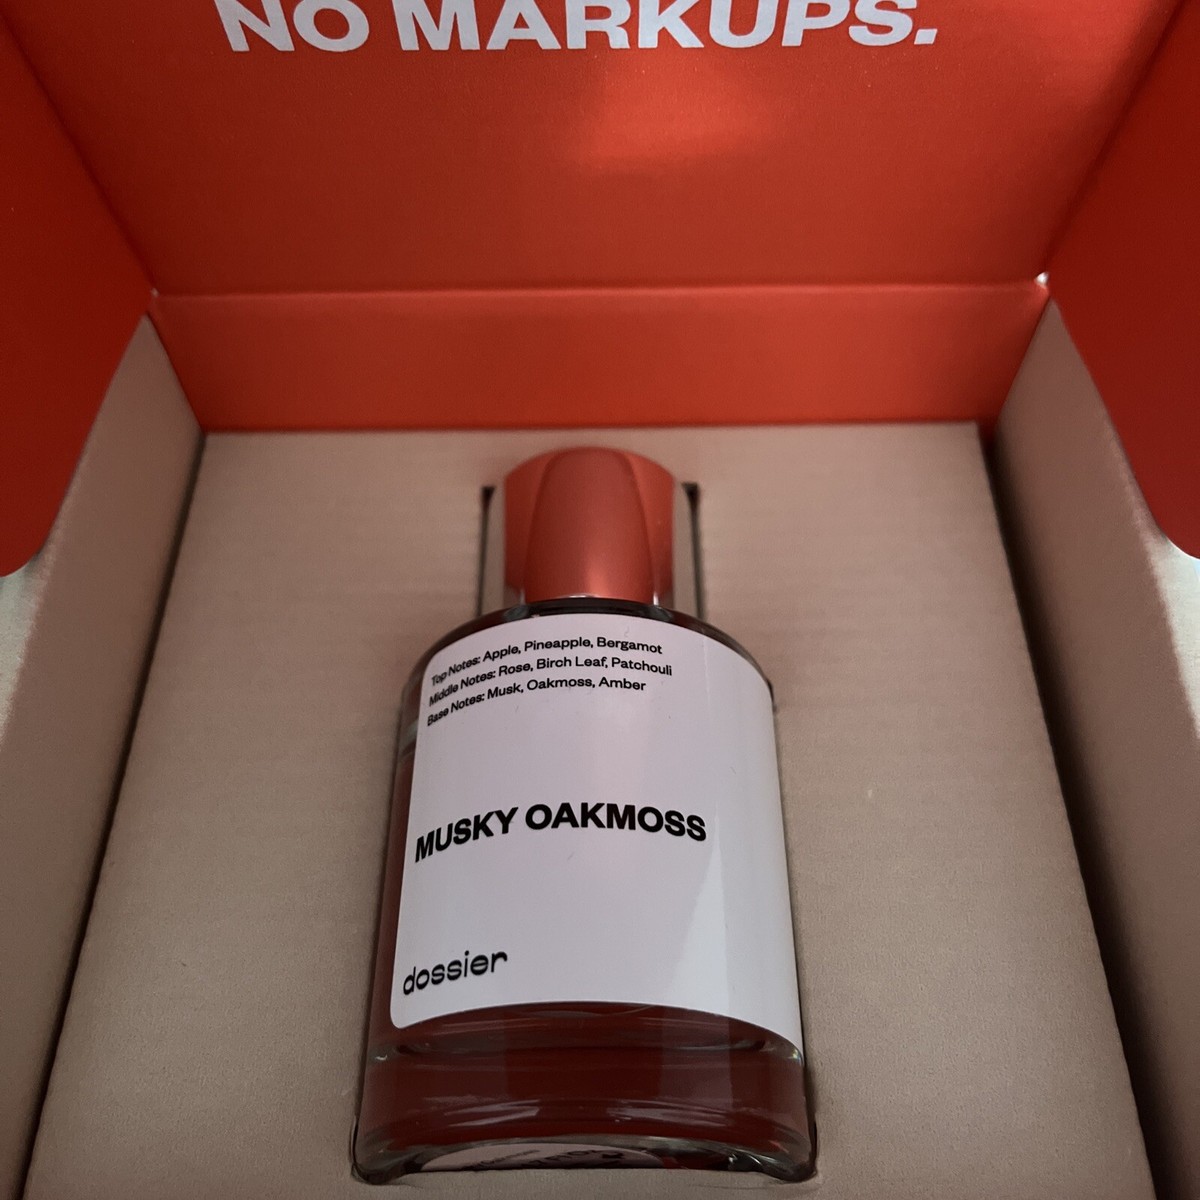 NO MARKUPS.
Top Notes: Apple, Pineapple, Bergamot
Middle Notes: Rose, Birch Leaf, Patchouli
Base Notes: Musk, Oakmoss, Amber
MUSKY OAKMOSS
dossier